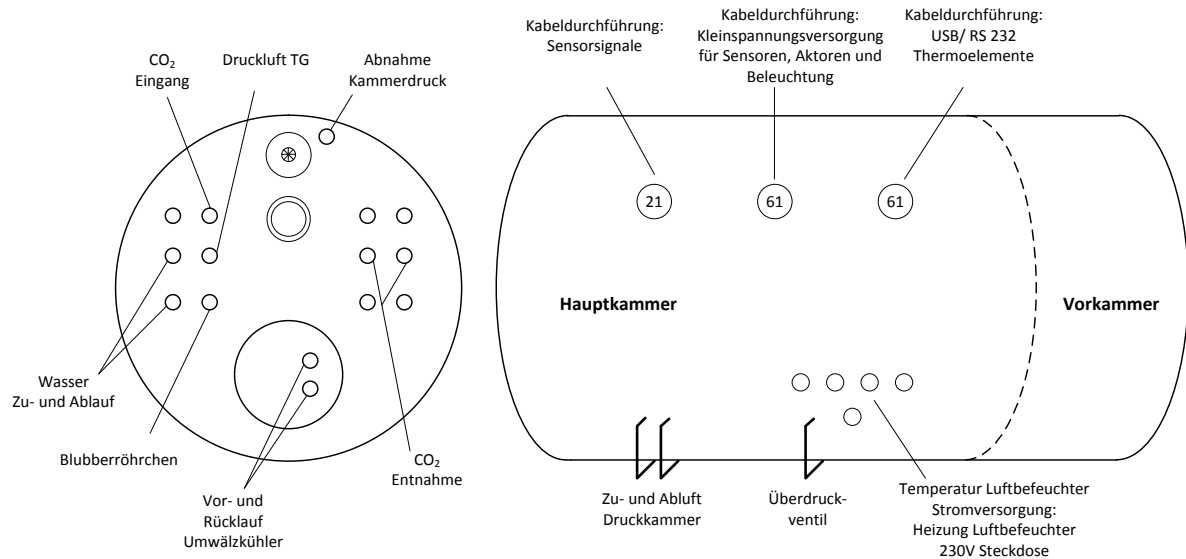 CO₂
Eingang
Druckluft TG
Abnahme
Kammerdruck
Wasser
Zu- und Ablauf
Blubberröhrchen
Vor- und
Rücklauf
Umwälzkühler
CO₂
Entnahme
Kabeldurchführung:
Sensorsignale
Kabeldurchführung:
Kleinspannungsversorgung
für Sensoren, Aktoren und
Beleuchtung
Kabeldurchführung:
USB/ RS 232
Thermoelemente
21
61
61
Hauptkammer
Vorkammer
Zu- und Abluft
Druckkammer
Überdruck-
ventil
Temperatur Luftbefeuchter
Stromversorgung:
Heizung Luftbefeuchter
230V Steckdose